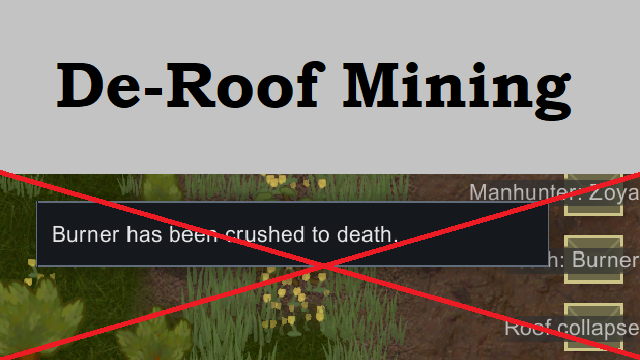 De-Roof Mining
Manhunter: Zoya
Burner has been crushed to death.
h: Burner
Roof collapse